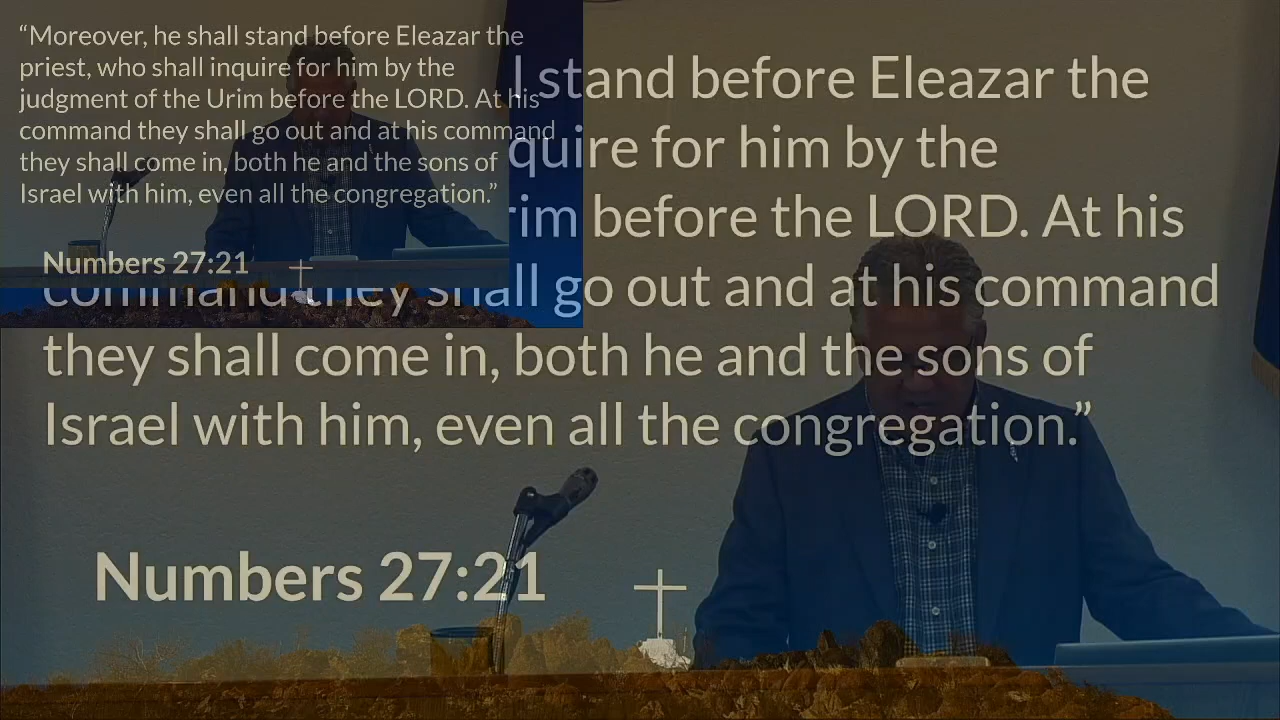 “Moreover, he shall stand before Eleazar the
priest, who shall inquire for him by the
judgment of the Urim before the LORD. At his
command they shall go out and at his command
they shall come in, both he and the sons of
Israel with him, even all the congregation.”
Numbers 27:21
stand before Eleazar the
quire for him by the
rim before the LORD. At his
command they shall go out and at his command
they shall come in, both he and the sons of
Israel with him, even all the congregation.”
Numbers 27:21